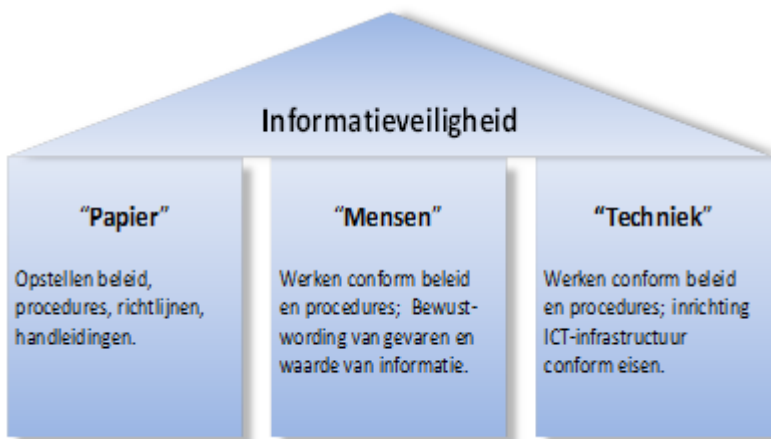 Informatieveiligheid
“Papier”
Opstellen beleid,
procedures, richtlijnen,
handleidingen.
“Mensen”
Werken conform beleid
en procedures; Bewust-
wording van gevaren en
waarde van informatie.
“Techniek”
Werken conform beleid
en procedures; inrichting
ICT-infrastructuur
conform eisen.